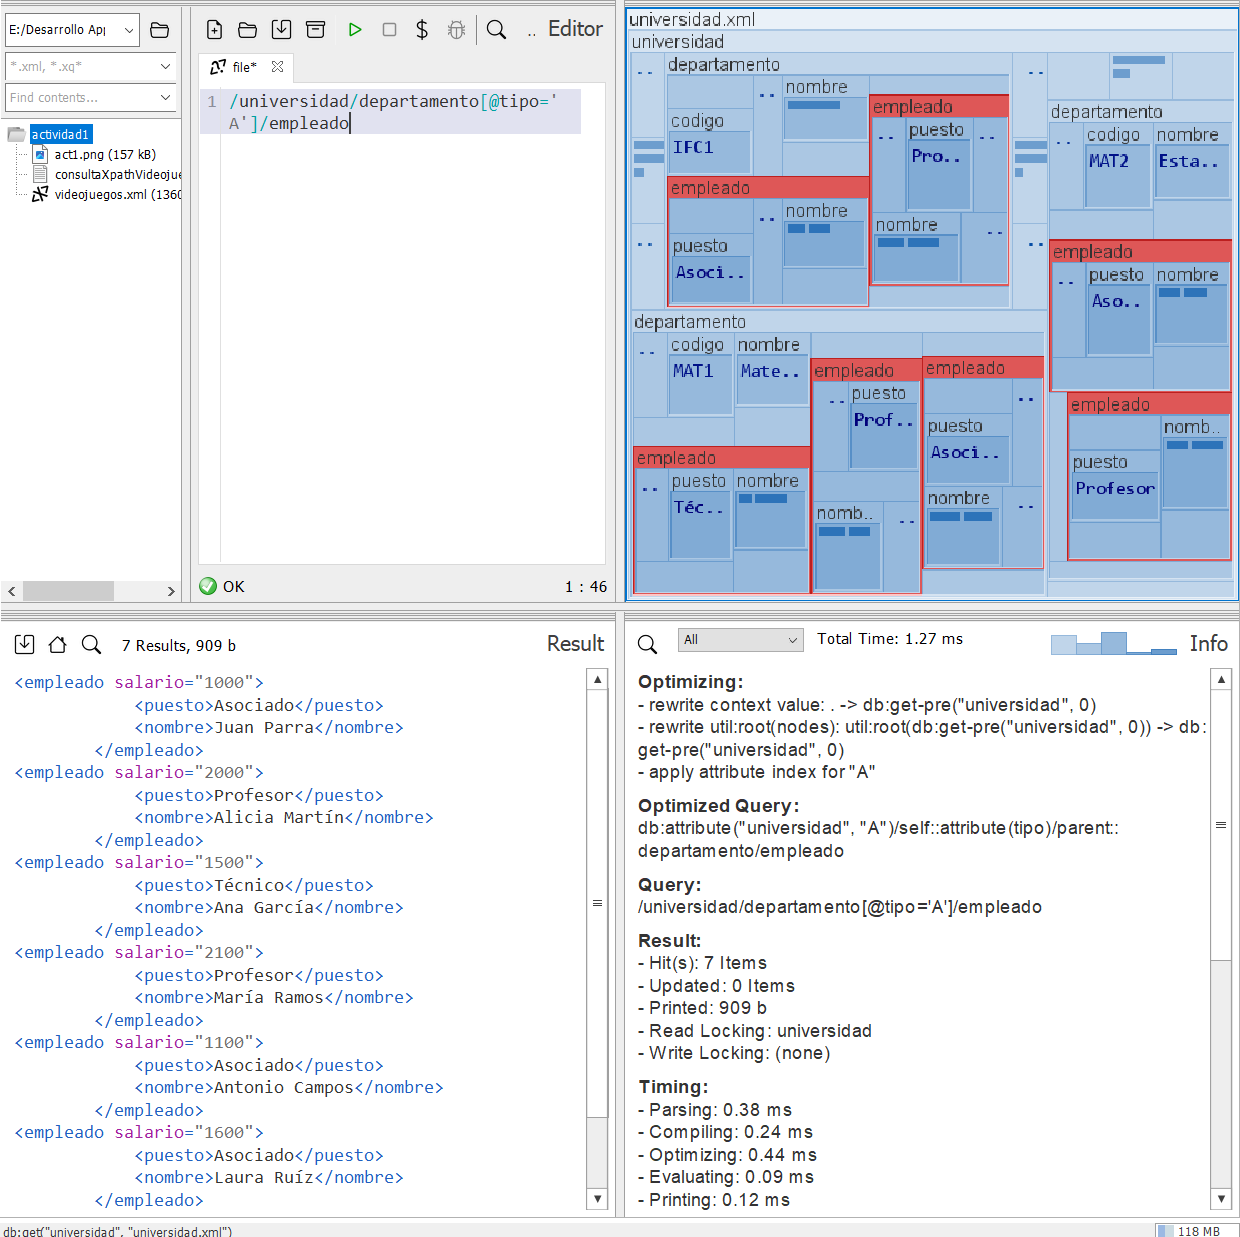 E:/Desarrollo App
*.xml, *.xq*
Find contents...
actividad1
act1.png (157 kB)
consultaXpathVideojue
videojuegos.xml (1360
$
..
Editor
file*
1 /universidad/departamento[@tipo='
A']/empleado
OK
1 : 46
universidad.xml
universidad
..
departamento
codigo
IFC1
..
nombre
empleado
..
puesto
Pro..
..
nombre
..
empleado
puesto
Asoci..
..
nombre
..
..
..
departamento
..
codigo
MAT2
nombre
Esta..
empleado
..
puesto
Aso..
nombre
empleado
puesto
Profesor
nomb..
departamento
..
codigo
MAT1
nombre
Mate..
empleado
..
puesto
Téc..
nombre
empleado
..
puesto
Prof..
nomb..
..
empleado
puesto
Asoci..
..
nombre
..
7 Results, 909 b
Result
<empleado salario="1000">
<puesto>Asociado</puesto>
<nombre>Juan Parra</nombre>
</empleado>
<empleado salario="2000">
<puesto>Profesor</puesto>
<nombre>Alicia Martín</nombre>
</empleado>
<empleado salario="1500">
<puesto>Técnico</puesto>
<nombre>Ana García</nombre>
</empleado>
<empleado salario="2100">
<puesto>Profesor</puesto>
<nombre>María Ramos</nombre>
</empleado>
<empleado salario="1100">
<puesto>Asociado</puesto>
<nombre>Antonio Campos</nombre>
</empleado>
<empleado salario="1600">
<puesto>Asociado</puesto>
<nombre>Laura Ruíz</nombre>
</empleado>
All
Total Time: 1.27 ms
Info
Optimizing:
- rewrite context value: . -> db:get-pre("universidad", 0)
- rewrite util:root(nodes): util:root(db:get-pre("universidad", 0)) -> db:
get-pre("universidad", 0)
- apply attribute index for "A"
Optimized Query:
db:attribute("universidad", "A")/self::attribute(tipo)/parent::
departamento/empleado
Query:
/universidad/departamento[@tipo='A']/empleado
Result:
- Hit(s): 7 Items
- Updated: 0 Items
- Printed: 909 b
- Read Locking: universidad
- Write Locking: (none)
Timing:
- Parsing: 0.38 ms
- Compiling: 0.24 ms
- Optimizing: 0.44 ms
- Evaluating: 0.09 ms
- Printing: 0.12 ms
db:get("universidad", "universidad.xml")
118 MB